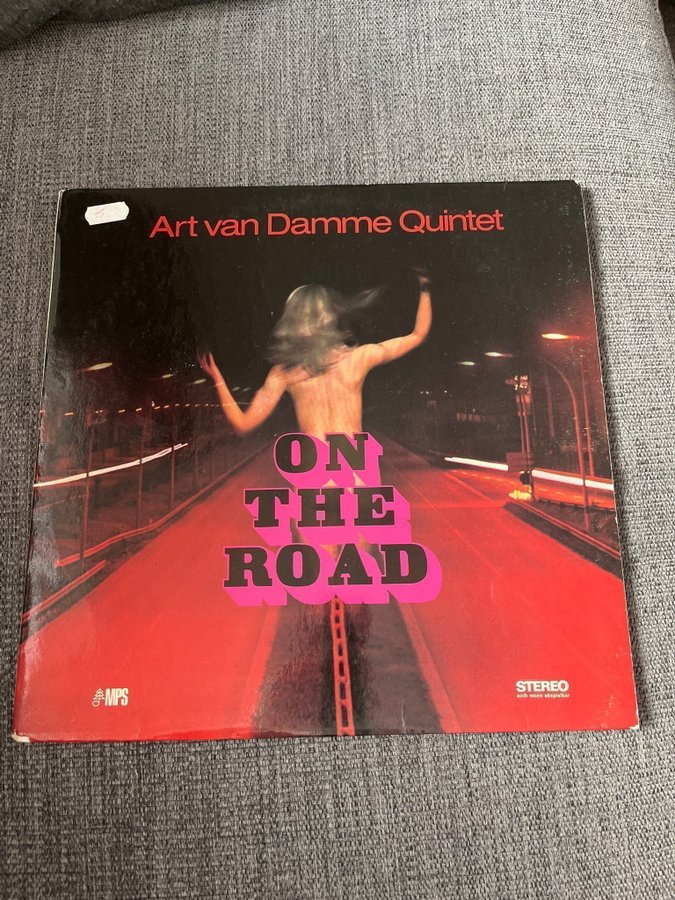 Art van Damme Quintet
ON
THE
ROAD
MPS
STEREO
auch mono abspielbar